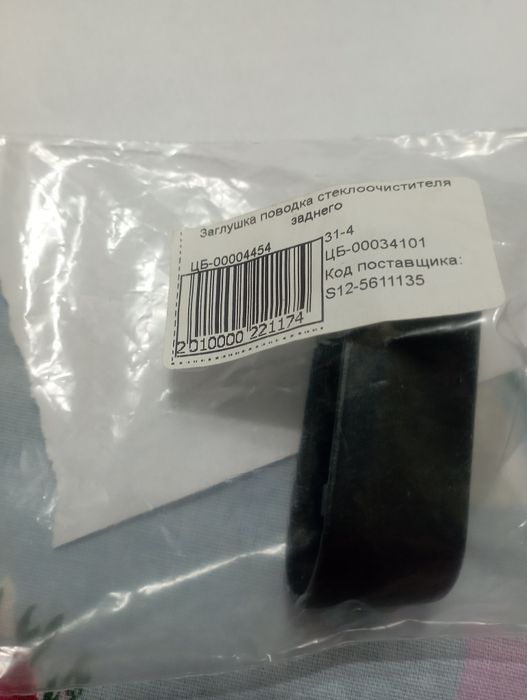 Заглушка поводка стеклоочистителя
заднего
ЦБ-00004454
31-4
ЦБ-00034101
Код поставщика:
S12-5611135
2 010000 221174